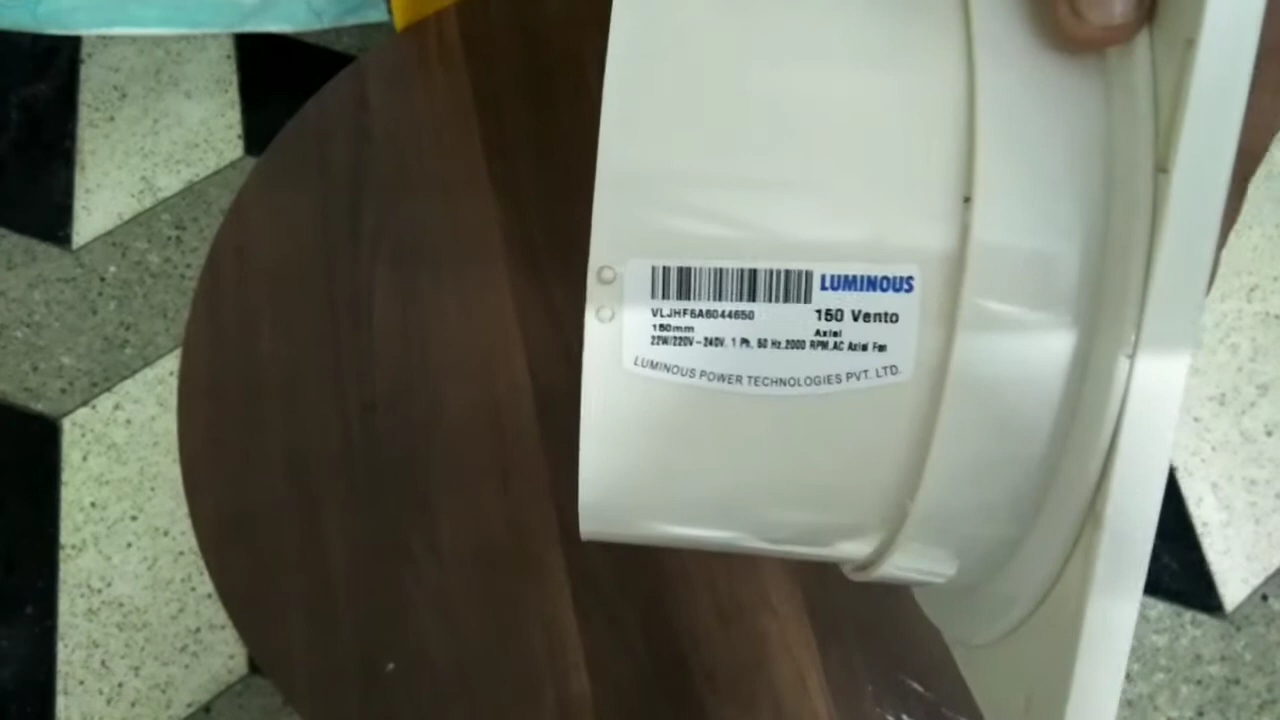 LUMINOUS
VLJHF6A6044650 150 Vento
150mm Axial
22W/220V-240V. 1 Ph. 50 Hz.2000 RPM.AC Axial Fan
LUMINOUS POWER TECHNOLOGIES PVT. LTD.